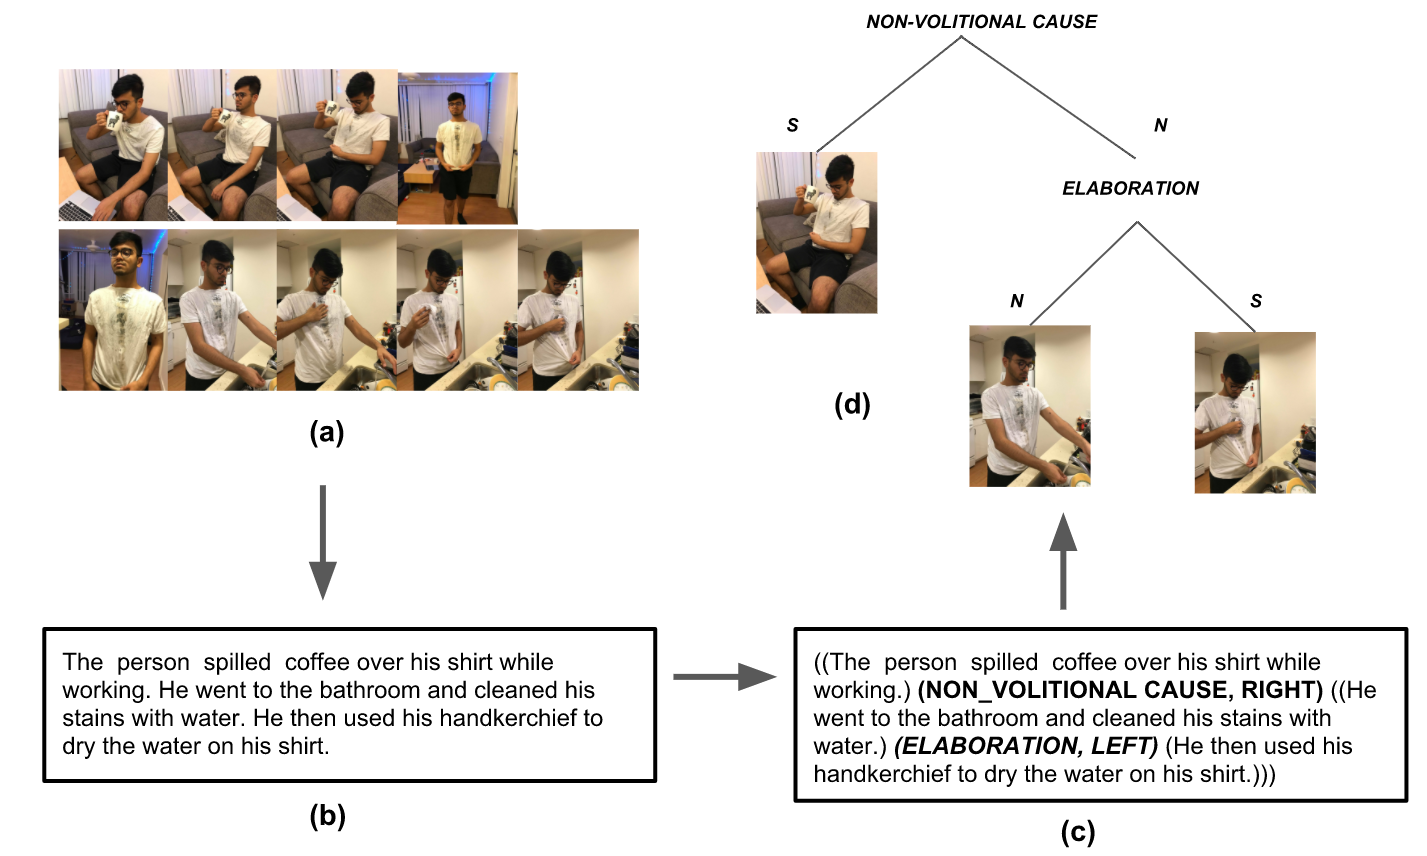 NON-VOLITIONAL CAUSE
S
N
ELABORATION
N
S
(a)
(d)
The person spilled coffee over his shirt while
working. He went to the bathroom and cleaned his
stains with water. He then used his handkerchief to
dry the water on his shirt.
(b)
((The person spilled coffee over his shirt while
working.) (NON_VOLITIONAL CAUSE, RIGHT) ((He
went to the bathroom and cleaned his stains with
water.) (ELABORATION, LEFT) (He then used his
handkerchief to dry the water on his shirt.)))
(c)